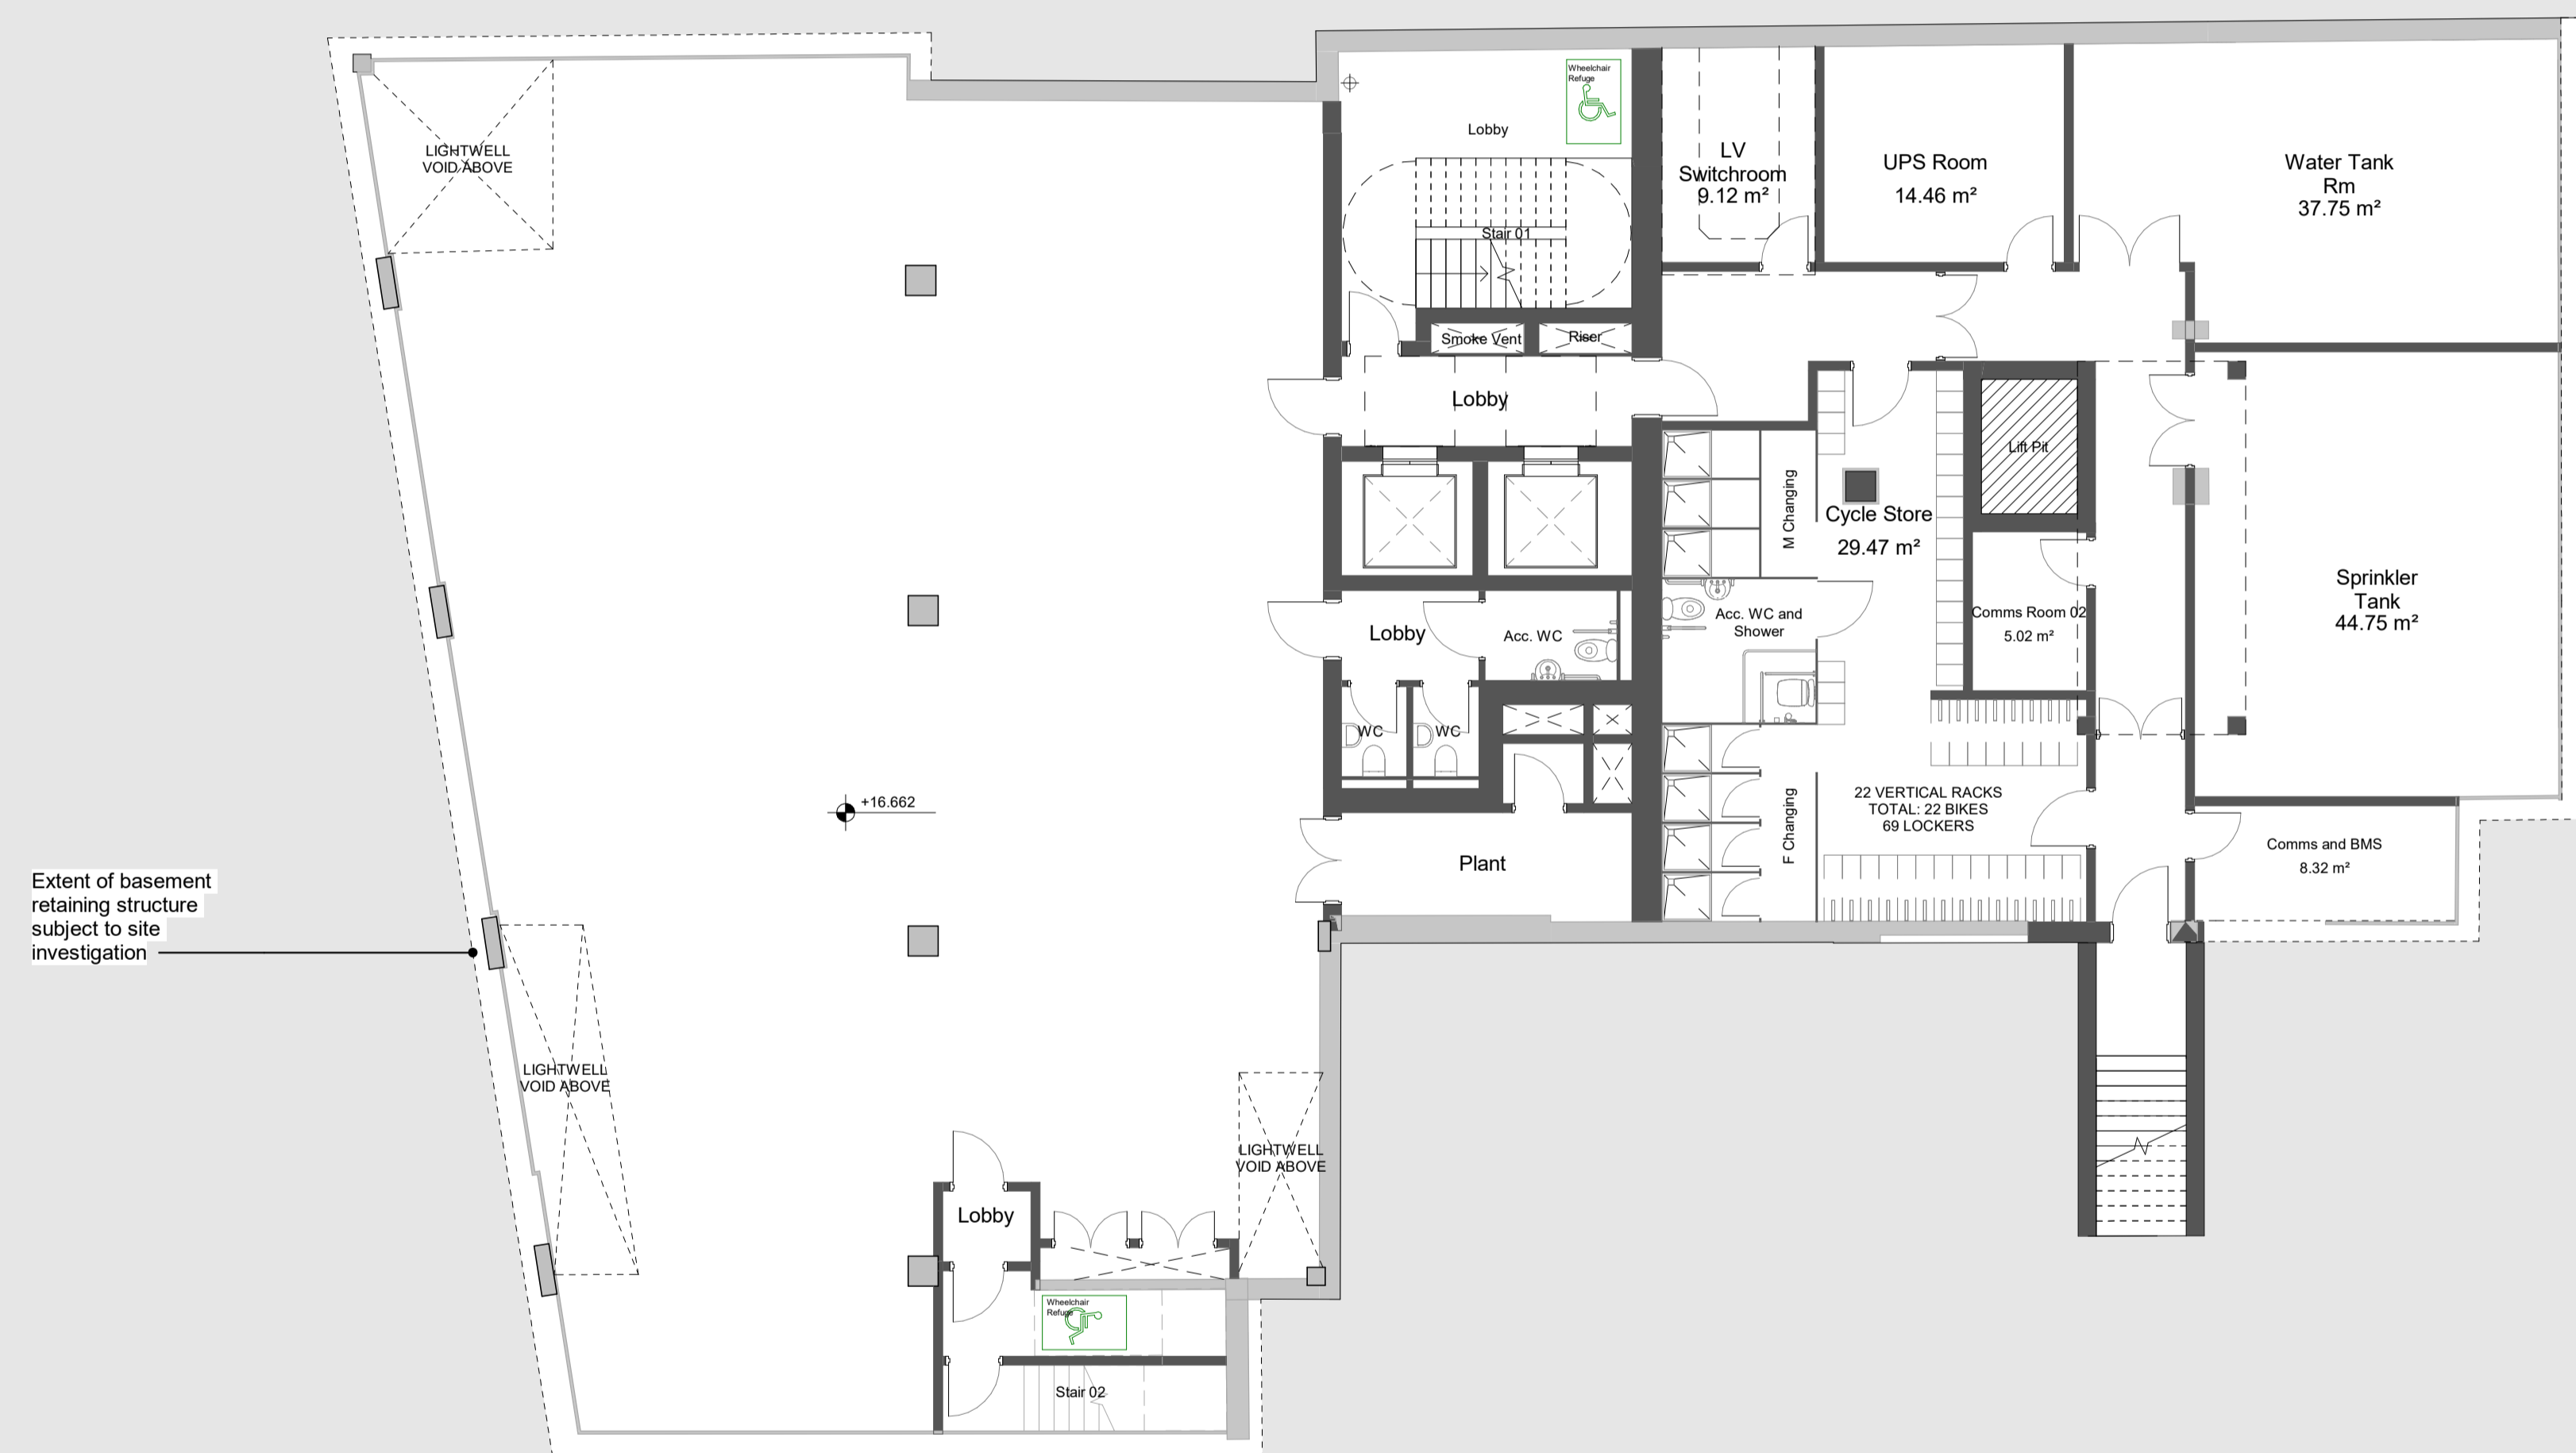 Wheelchair
Refuge
Lobby
LIGHTWELL
VOID ABOVE
LV
Switchroom
9.12 m²
UPS Room
14.46 m²
Water Tank
Rm
37.75 m²
Stair 01
Smoke Vent
Riser
Lobby
Lift Pit
M Changing
Cycle Store
29.47 m²
Sprinkler
Tank
44.75 m²
Comms Room 02
5.02 m²
Lobby
Acc. WC
Acc. WC and
Shower
WC
WC
+16.662
22 VERTICAL RACKS
TOTAL: 22 BIKES
69 LOCKERS
F Changing
Plant
Comms and BMS
8.32 m²
Extent of basement
retaining structure
subject to site
investigation
LIGHTWELL
VOID ABOVE
LIGHTWELL
VOID ABOVE
Lobby
Wheelchair
Refuge
Stair 02